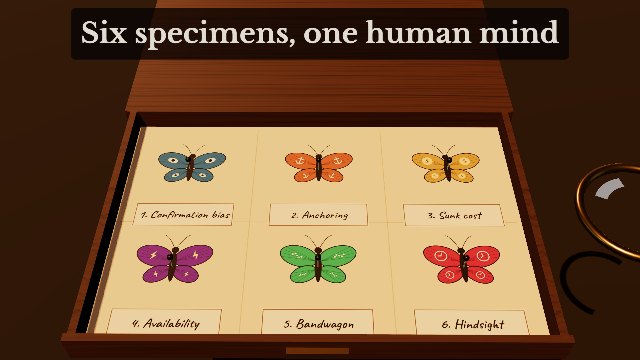 Six specimens, one human mind
1. Confirmation bias
2. Anchoring
3. Sunk cost
4. Availability
5. Bandwagon
6. Hindsight